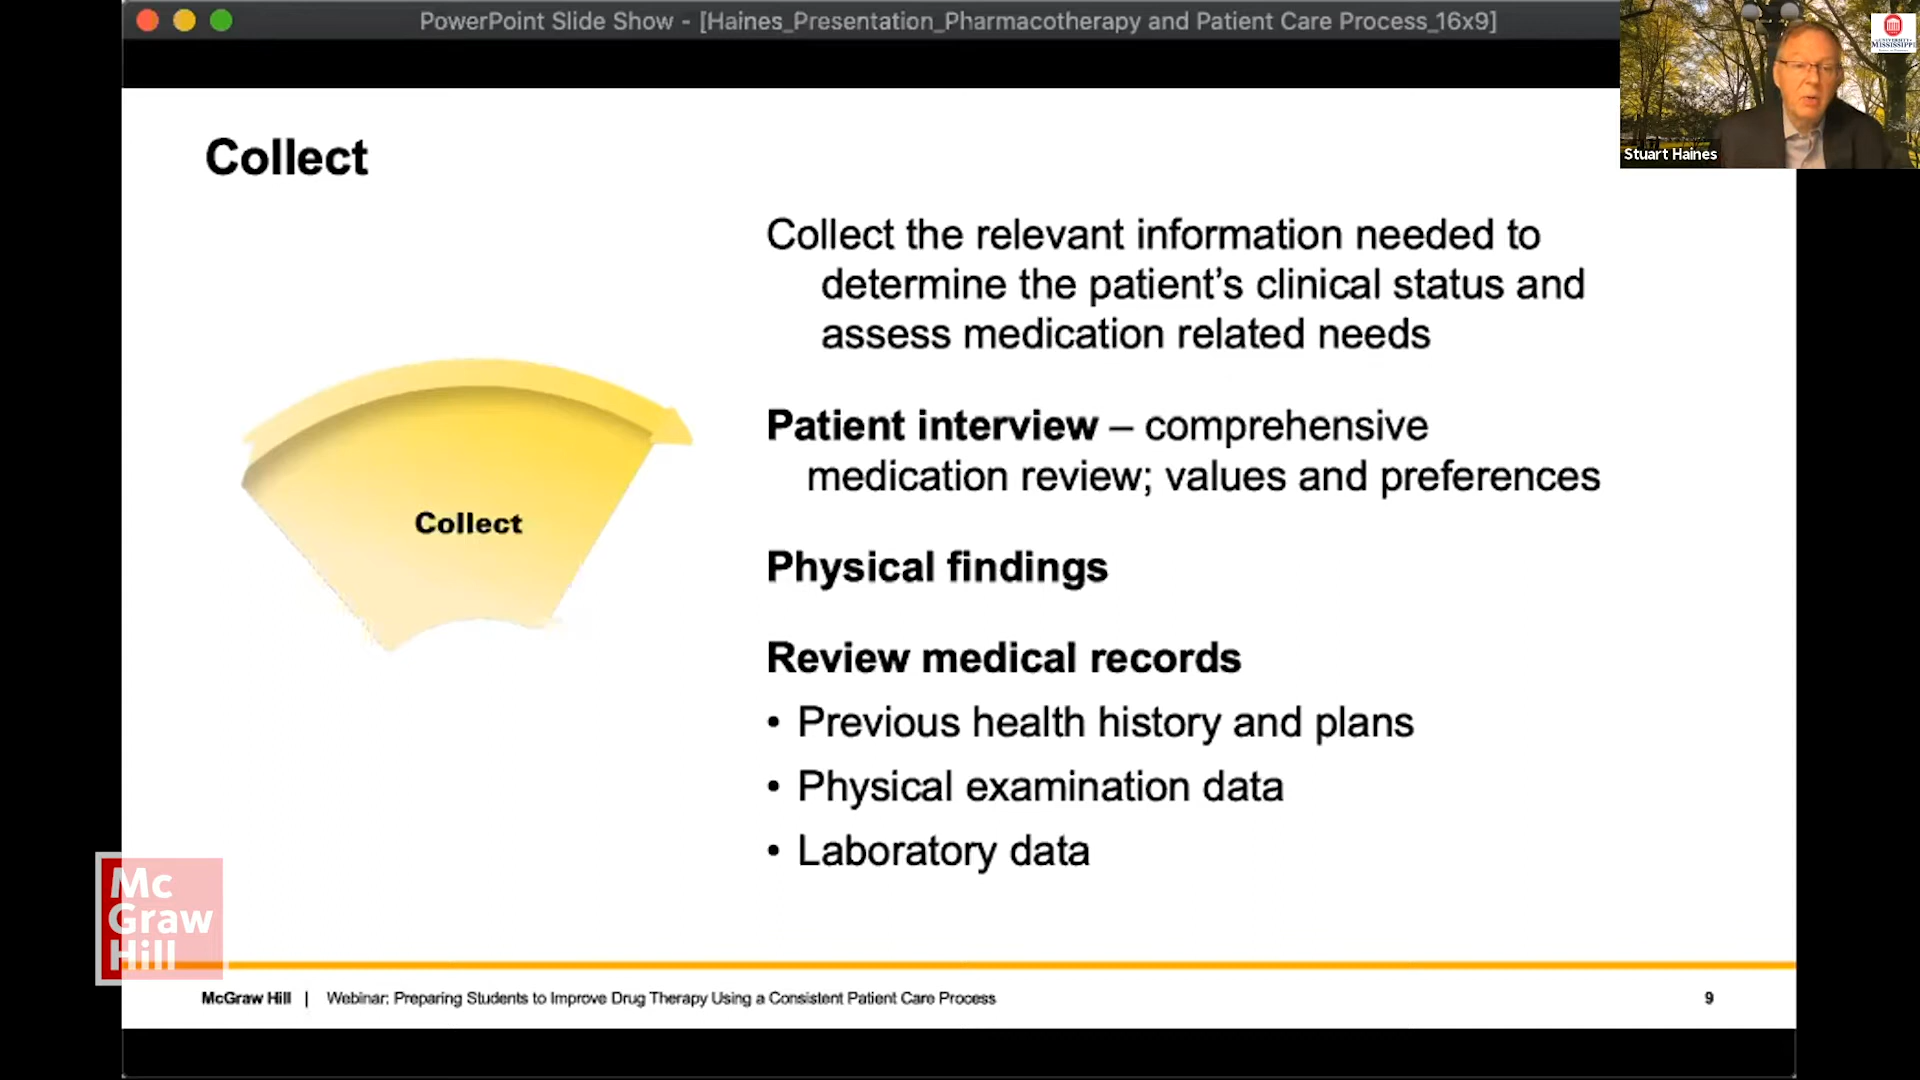 PowerPoint Slide Show - [Haines_Presentation_Pharmacotherapy and Patient Care Process_16x9]
MISSISSIPPI
Stuart Haines
Collect
Collect the relevant information needed to
determine the patient's clinical status and
assess medication related needs
Patient interview – comprehensive
medication review; values and preferences
Collect
Physical findings
Review medical records
• Previous health history and plans
• Physical examination data
• Laboratory data
Mc
Graw
Hill
McGraw Hill | Webinar: Preparing Students to Improve Drug Therapy Using a Consistent Patient Care Process
9